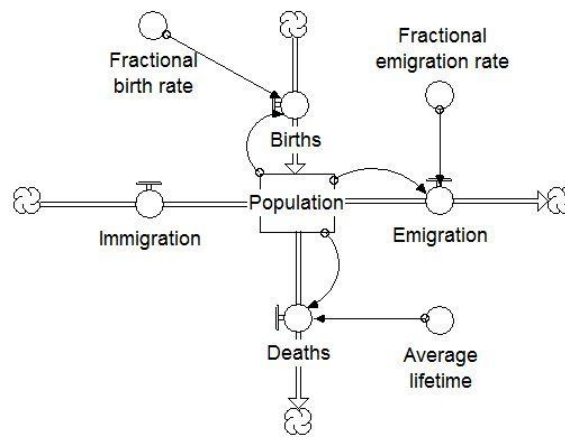 Fractional
birth rate
Fractional
emigration rate
Births
Population
Immigration
Emigration
Deaths
Average
lifetime